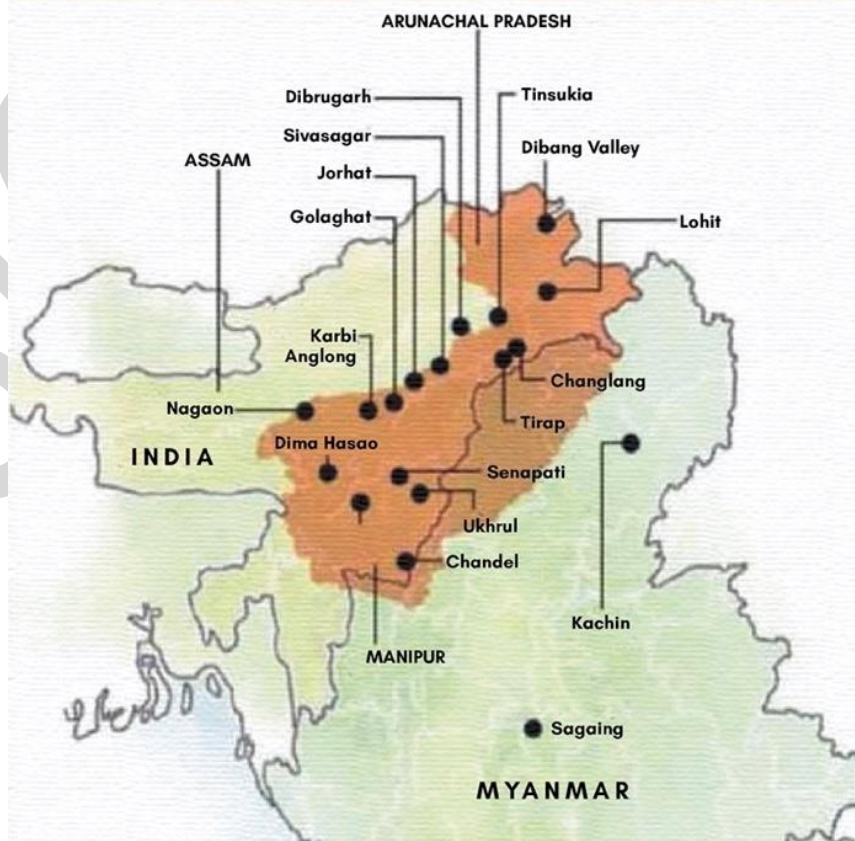 ARUNACHAL PRADESH
Dibrugarh
Tinsukia
Sivasagar
Dibang Valley
ASSAM
Jorhat
Golaghat
Lohit
Karbi
Anglong
Changlang
Nagaon
Tirap
Dima Hasao
INDIA
Senapati
Ukhrul
Chandel
Kachin
MANIPUR
Sagaing
MYANMAR